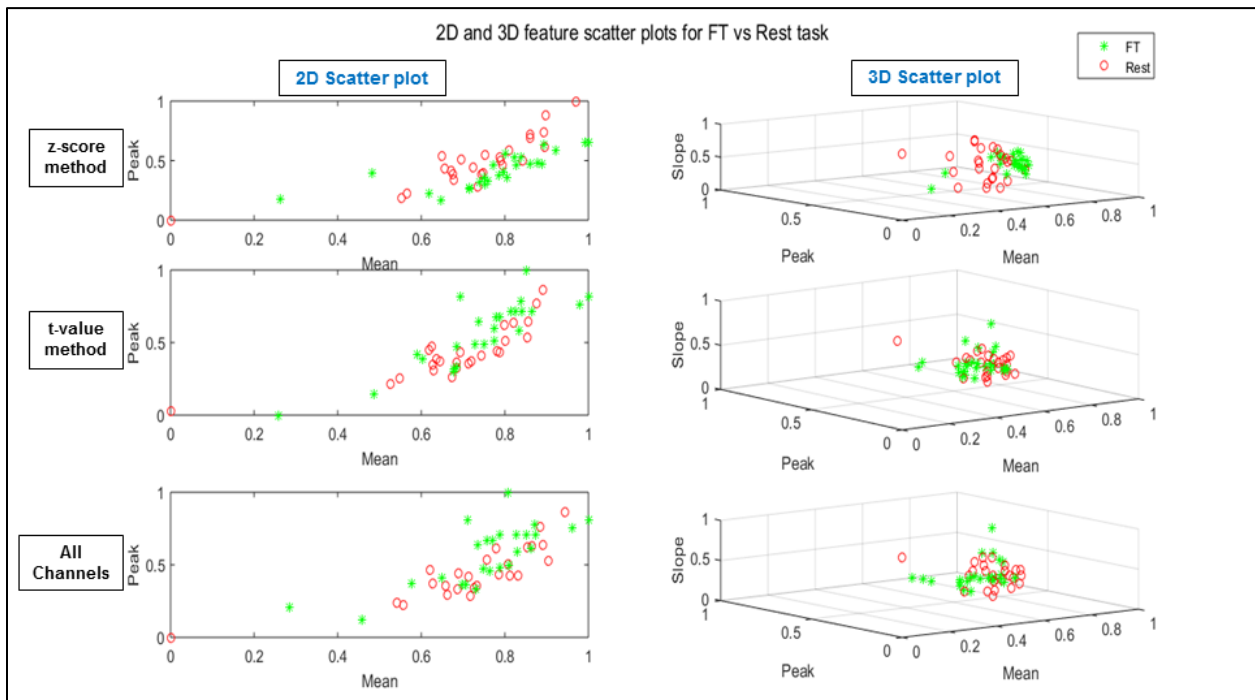 2D and 3D feature scatter plots for FT vs Rest task
FT
Rest
2D Scatter plot
3D Scatter plot
z-score
method
Peak
1
0.5
0
0
0.2
0.4
0.6
0.8
1
Mean
Slope
1
0.5
0
1
0.5
0
Peak
0
0.2
0.4
0.6
0.8
1
Mean
t-value
method
Peak
1
0.5
0
0
0.2
0.4
0.6
0.8
1
Mean
Slope
1
0.5
0
1
0.5
0
Peak
0
0.2
0.4
0.6
0.8
1
Mean
All
Channels
Peak
1
0.5
0
0
0.2
0.4
0.6
0.8
1
Mean
Slope
1
0.5
0
1
0.5
0
Peak
0
0.2
0.4
0.6
0.8
1
Mean